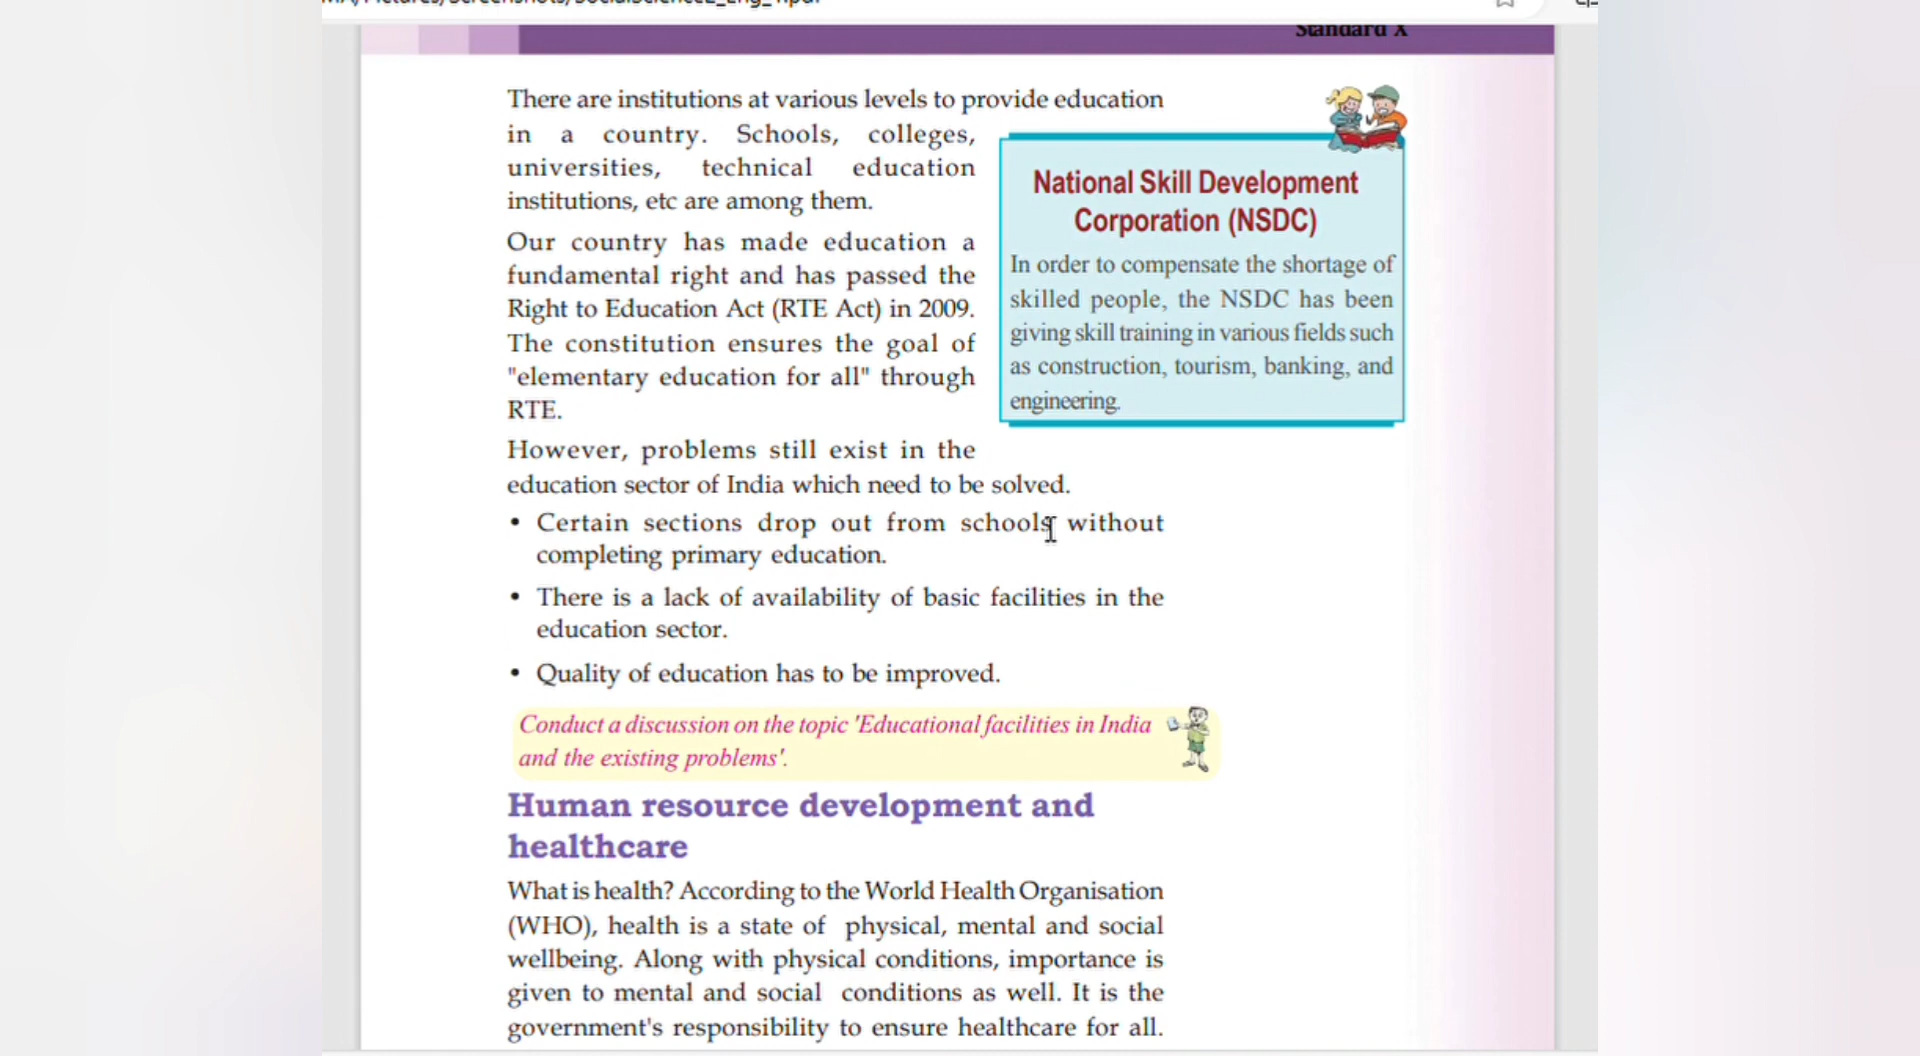 Standard X
There are institutions at various levels to provide education
in a country. Schools, colleges,
universities, technical education
institutions, etc are among them.
Our country has made education a
fundamental right and has passed the
Right to Education Act (RTE Act) in 2009.
The constitution ensures the goal of
"elementary education for all" through
RTE.
National Skill Development
Corporation (NSDC)
In order to compensate the shortage of
skilled people, the NSDC has been
giving skill training in various fields such
as construction, tourism, banking, and
engineering.
However, problems still exist in the
education sector of India which need to be solved.
• Certain sections drop out from schools without
completing primary education.
• There is a lack of availability of basic facilities in the
education sector.
• Quality of education has to be improved.
Conduct a discussion on the topic 'Educational facilities in India
and the existing problems'.
Human resource development and
healthcare
What is health? According to the World Health Organisation
(WHO), health is a state of physical, mental and social
wellbeing. Along with physical conditions, importance is
given to mental and social conditions as well. It is the
government's responsibility to ensure healthcare for all.